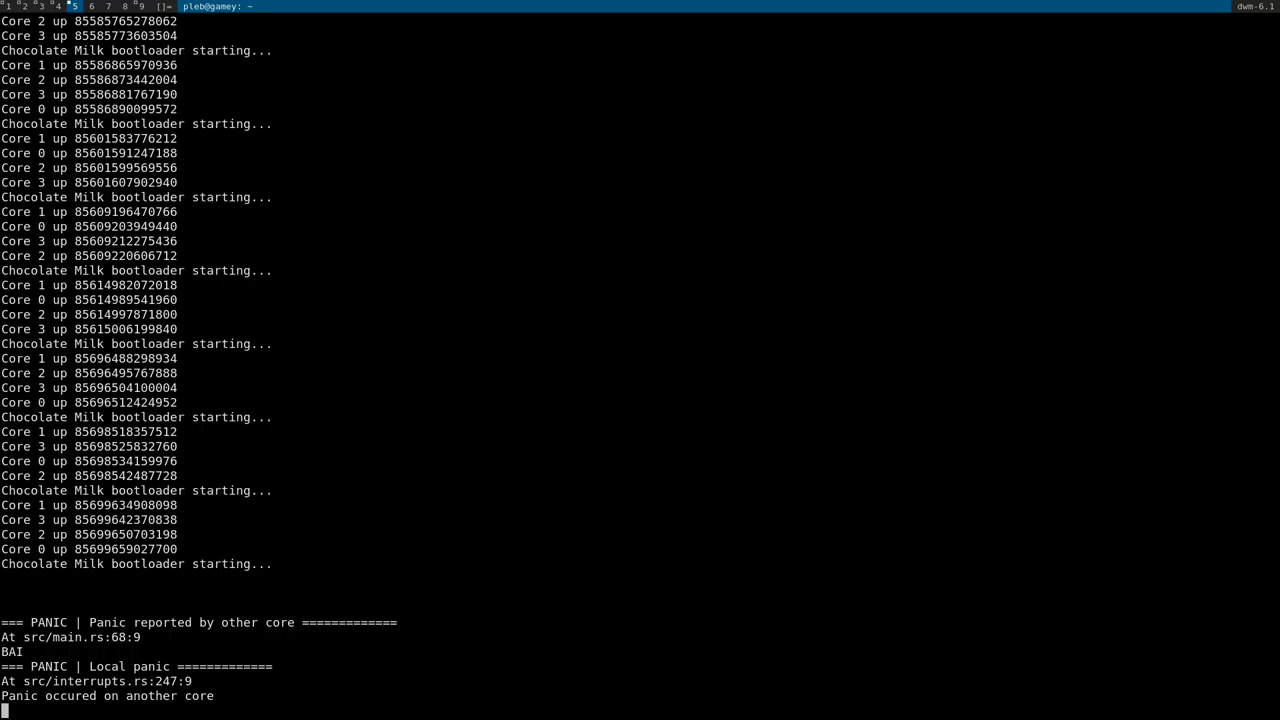 1 2 3 4 5 6 7 8 9 []= pleb@gamey: ~ dwm-6.1
Core 2 up 85585765278062
Core 3 up 85585773603504
Chocolate Milk bootloader starting...
Core 1 up 85586865970936
Core 2 up 85586873442004
Core 3 up 85586881767190
Core 0 up 85586890099572
Chocolate Milk bootloader starting...
Core 1 up 85601583776212
Core 0 up 85601591247188
Core 2 up 85601599569556
Core 3 up 85601607902940
Chocolate Milk bootloader starting...
Core 1 up 85609196470766
Core 0 up 85609203949440
Core 3 up 85609212275436
Core 2 up 85609220606712
Chocolate Milk bootloader starting...
Core 1 up 85614982072018
Core 0 up 85614989541960
Core 2 up 85614997871800
Core 3 up 85615006199840
Chocolate Milk bootloader starting...
Core 1 up 85696488298934
Core 2 up 85696495767888
Core 3 up 85696504100004
Core 0 up 85696512424952
Chocolate Milk bootloader starting...
Core 1 up 85698518357512
Core 3 up 85698525832760
Core 0 up 85698534159976
Core 2 up 85698542487728
Chocolate Milk bootloader starting...
Core 1 up 85699634908098
Core 3 up 85699642370838
Core 2 up 85699650703198
Core 0 up 85699659027700
Chocolate Milk bootloader starting...
=== PANIC | Panic reported by other core =============
At src/main.rs:68:9
BAI
=== PANIC | Local panic =============
At src/interrupts.rs:247:9
Panic occured on another core